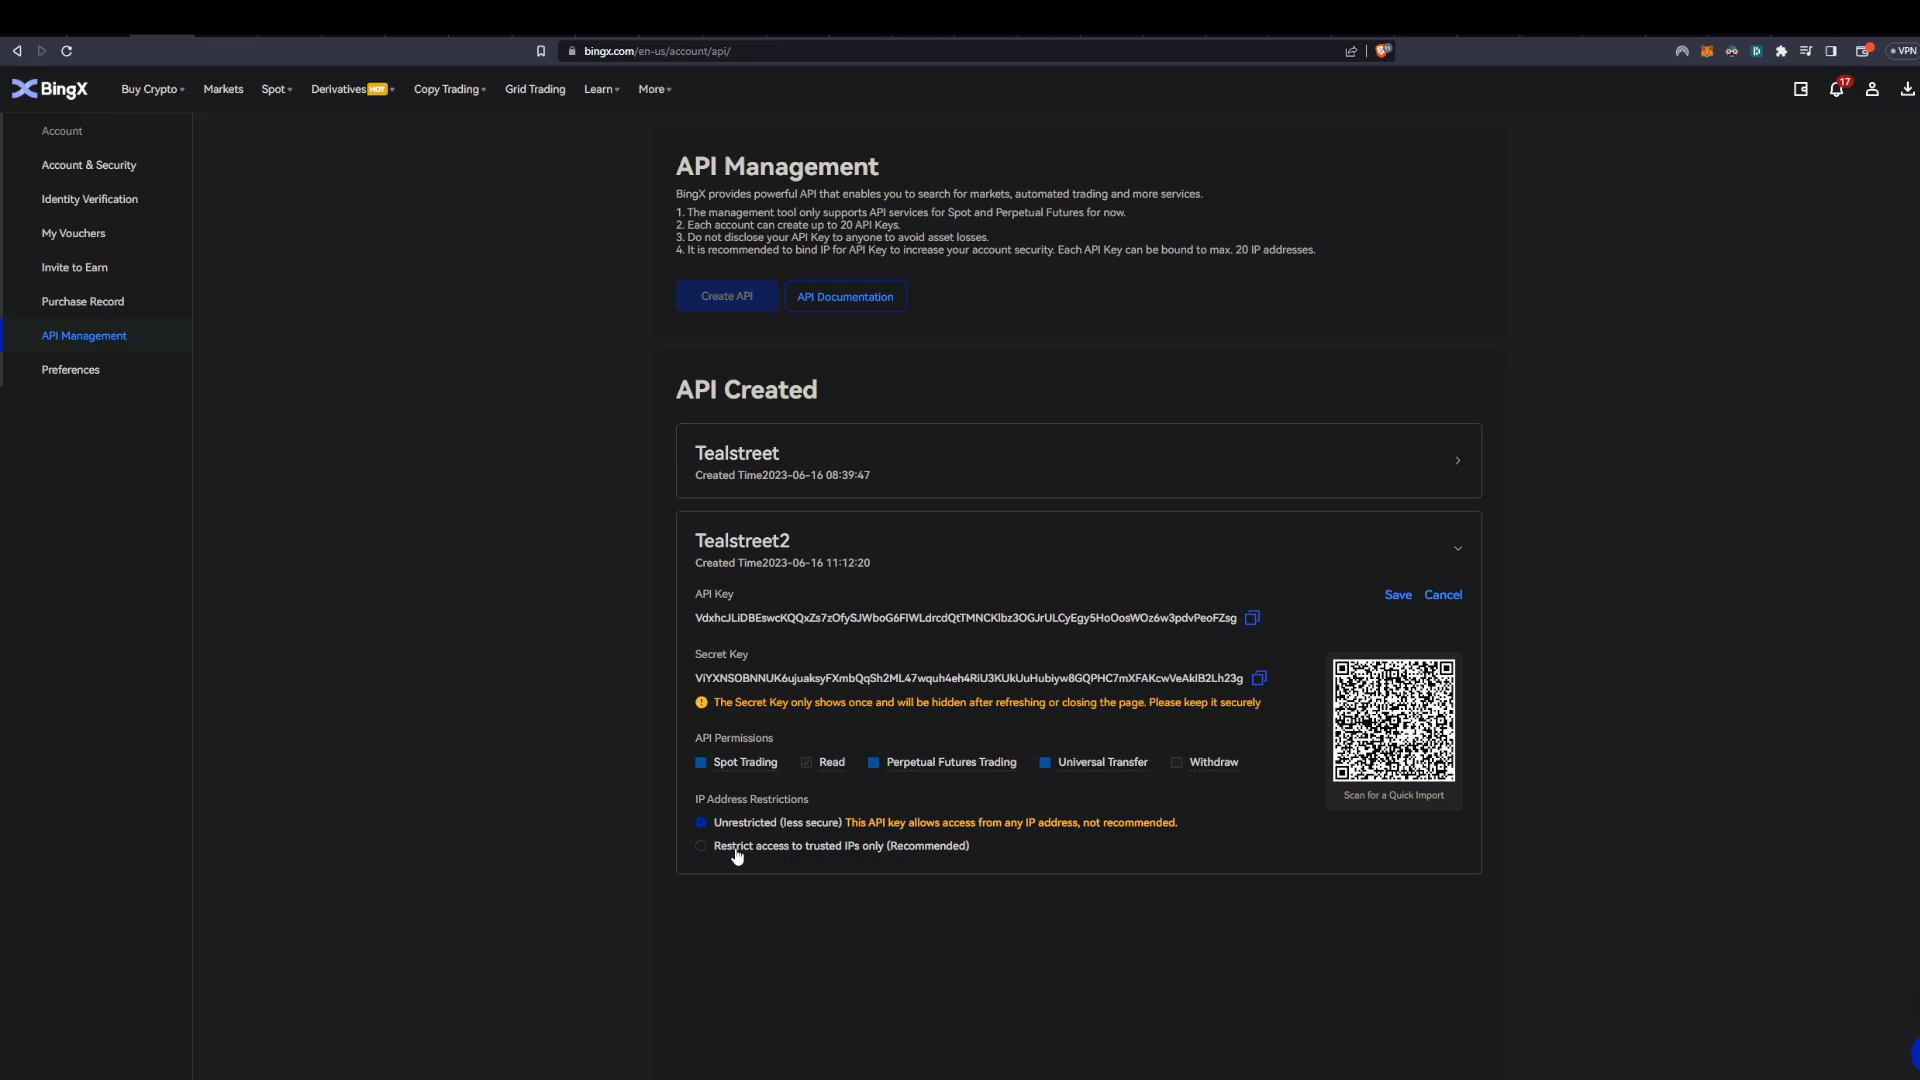 bingx.com/en-us/account/api/
VPN
BingX
Buy Crypto
Markets
Spot
Derivatives HOT
Copy Trading
Grid Trading
Learn
More
17
Account
Account & Security
Identity Verification
My Vouchers
Invite to Earn
Purchase Record
API Management
Preferences
API Management
BingX provides powerful API that enables you to search for markets, automated trading and more services.
1. The management tool only supports API services for Spot and Perpetual Futures for now.
2. Each account can create up to 20 API Keys.
3. Do not disclose your API Key to anyone to avoid asset losses.
4. It is recommended to bind IP for API Key to increase your account security. Each API Key can be bound to max. 20 IP addresses.
Create API
API Documentation
API Created
Tealstreet
Created Time2023-06-16 08:39:47
Tealstreet2
Created Time2023-06-16 11:12:20
API Key
Save Cancel
Secret Key
The Secret Key only shows once and will be hidden after refreshing or closing the page. Please keep it securely
API Permissions
Spot Trading Read Perpetual Futures Trading Universal Transfer Withdraw
Scan for a Quick Import
IP Address Restrictions
Unrestricted (less secure) This API key allows access from any IP address, not recommended.
Restrict access to trusted IPs only (Recommended)